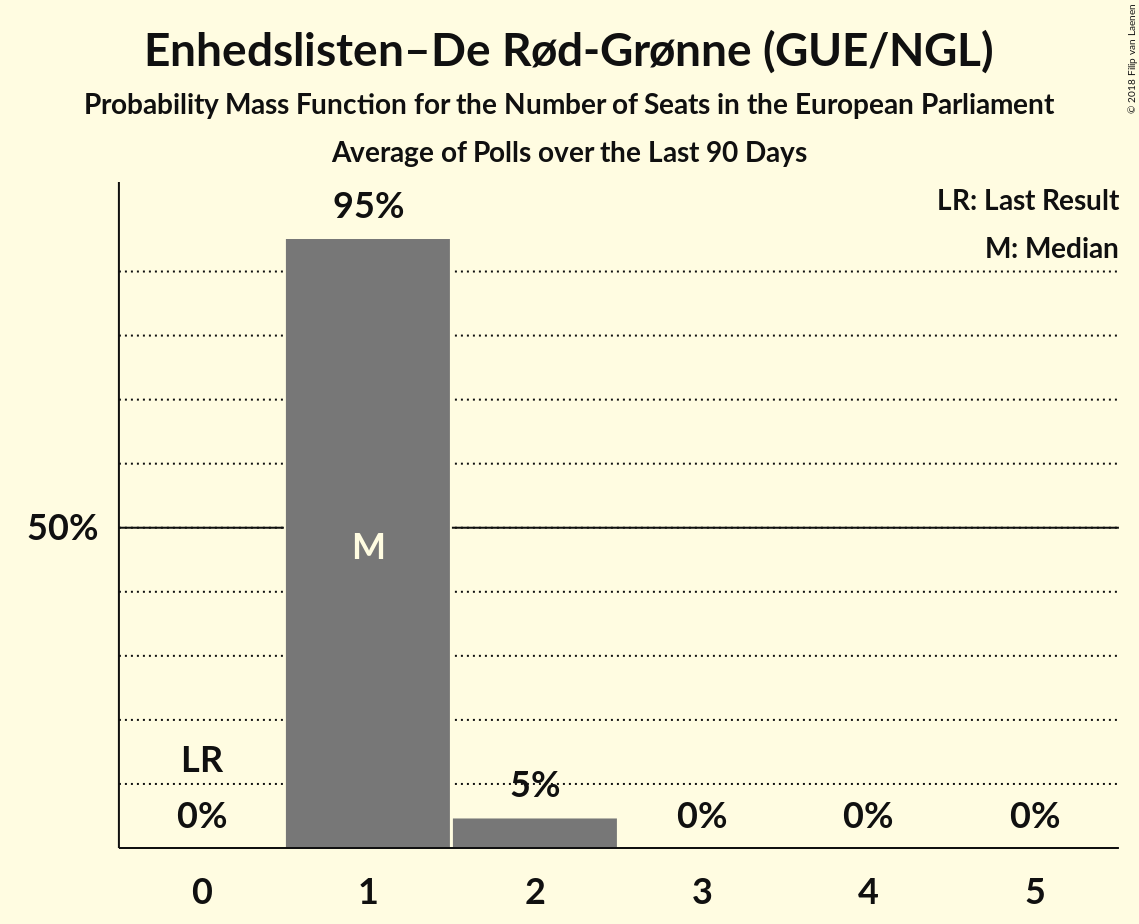 Enhedslisten–De Rød-Grønne (GUE/NGL)
Probability Mass Function for the Number of Seats in the European Parliament
Average of Polls over the Last 90 Days
© 2018 Filip van Laenen
LR: Last Result
M: Median
95%
50%
M
LR
0%
5%
0%
0%
0%
0
1
2
3
4
5